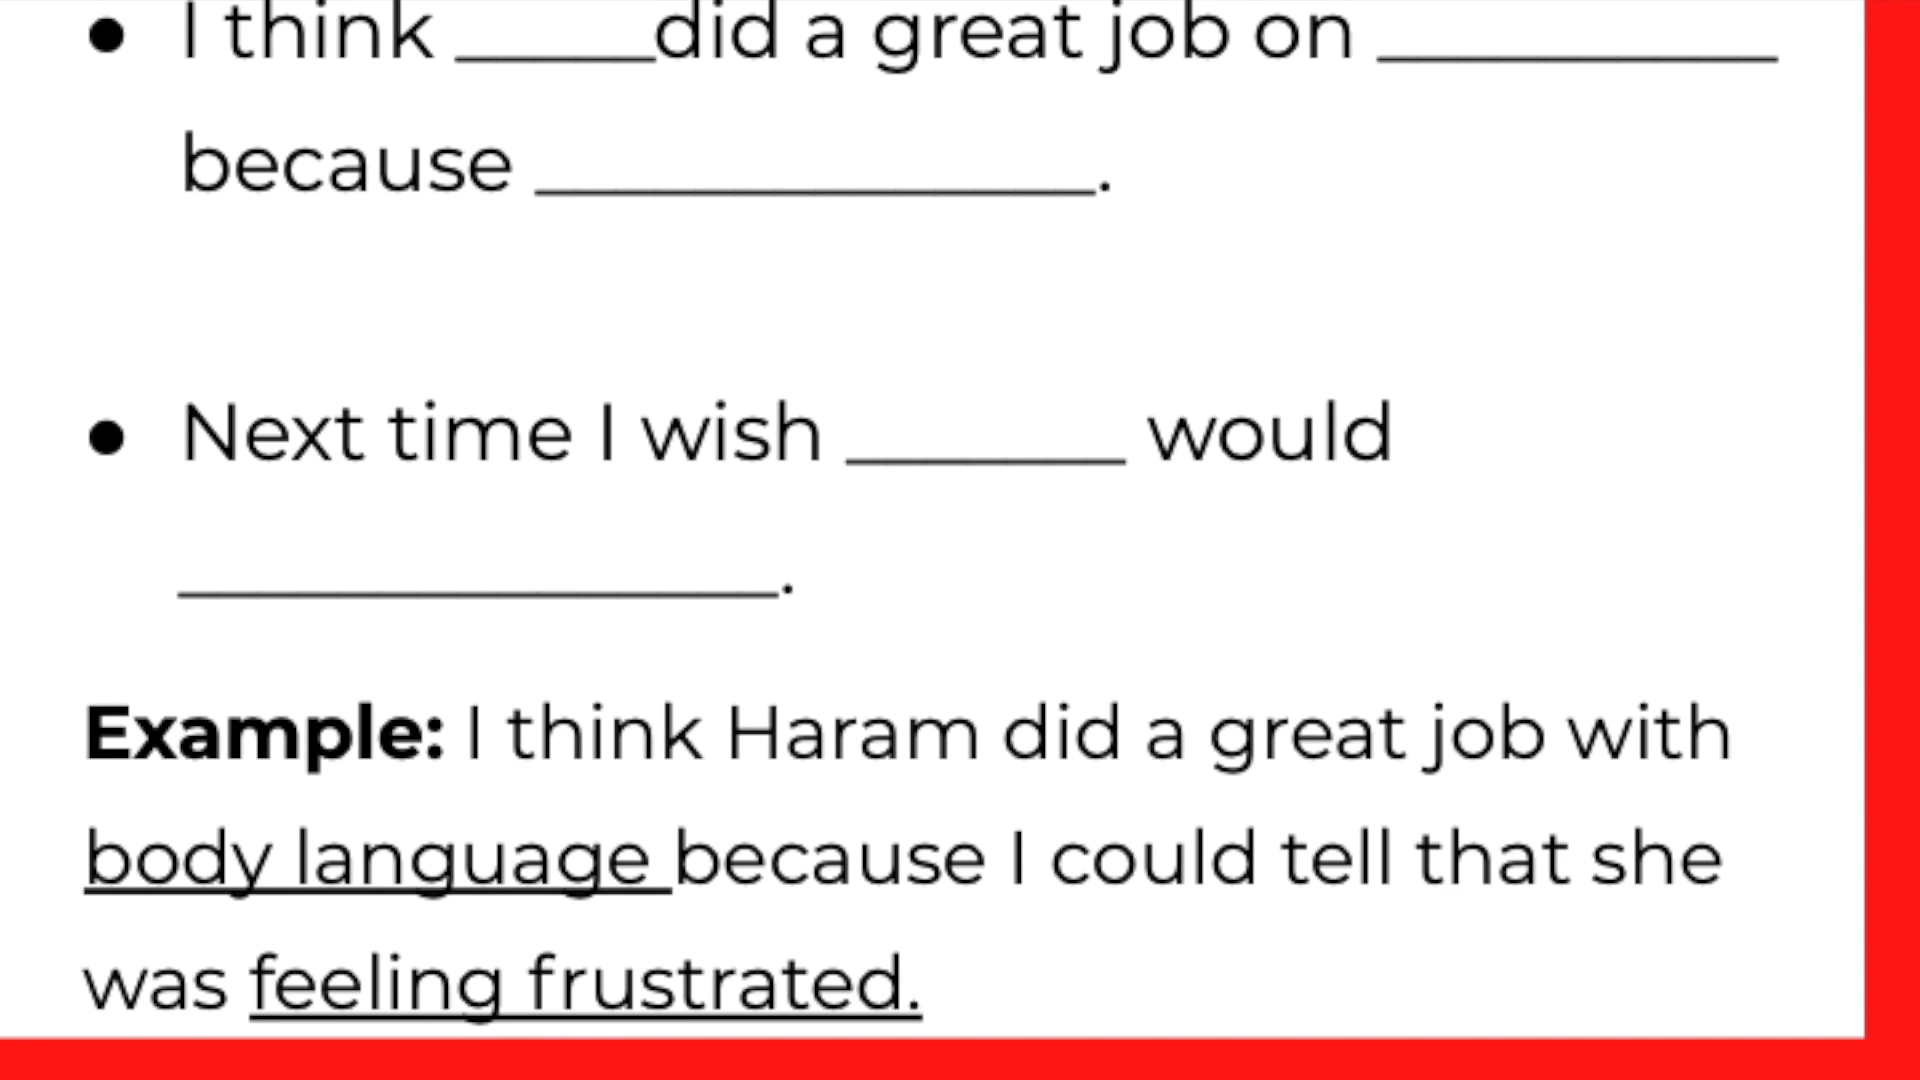 • I think _____did a great job on __________
because ______________.
• Next time I wish _______ would
_______________.
Example: I think Haram did a great job with
body language because I could tell that she
was feeling frustrated.